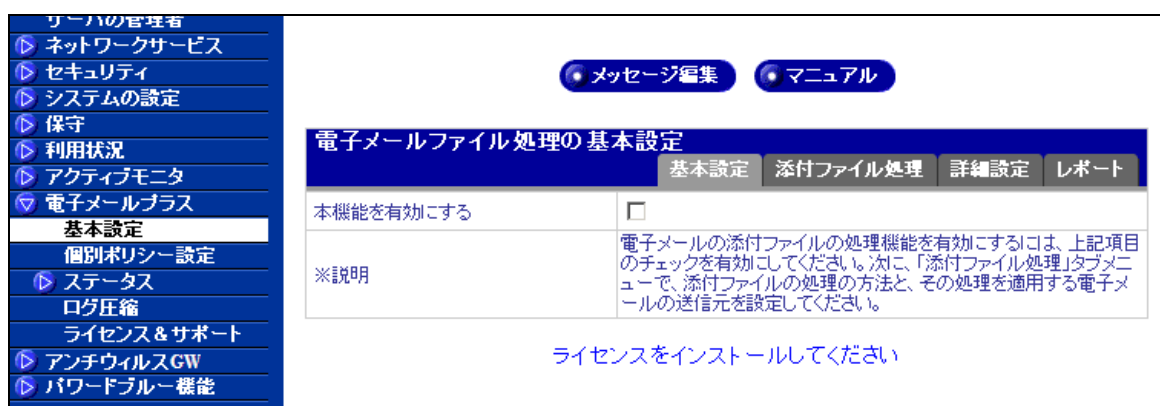 サーバの管理者
ネットワークサービス
セキュリティ
システムの設定
保守
利用状況
アクティブモニタ
電子メールプラス
基本設定
個別ポリシー設定
ステータス
ログ圧縮
ライセンス&サポート
アンチウィルスGW
パワードブルー機能
メッセージ編集
マニュアル
電子メールファイル処理の基本設定
基本設定 添付ファイル処理 詳細設定 レポート
本機能を有効にする
※説明
電子メールの添付ファイルの処理機能を有効にするには、上記項目
のチェックを有効にしてください。次に、「添付ファイル処理」タブメニ
ューで、添付ファイルの処理の方法と、その処理を適用する電子メ
ールの送信元を設定してください。
ライセンスをインストールしてください